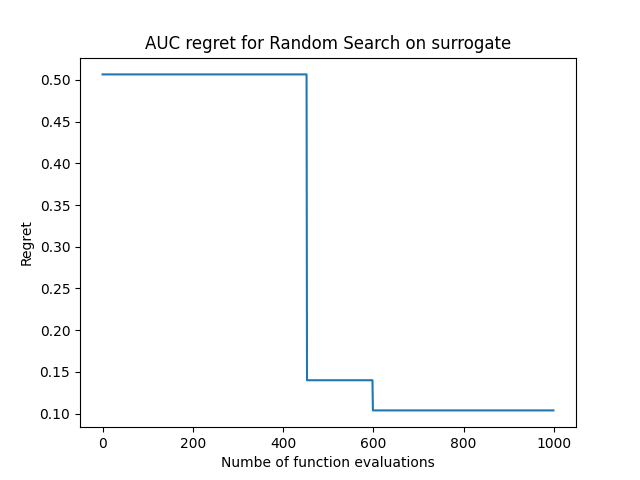 AUC regret for Random Search on surrogate
0.50
0.45
0.40
0.35
0.30
0.25
0.20
0.15
0.10
Regret
0 200 400 600 800 1000
Numbe of function evaluations